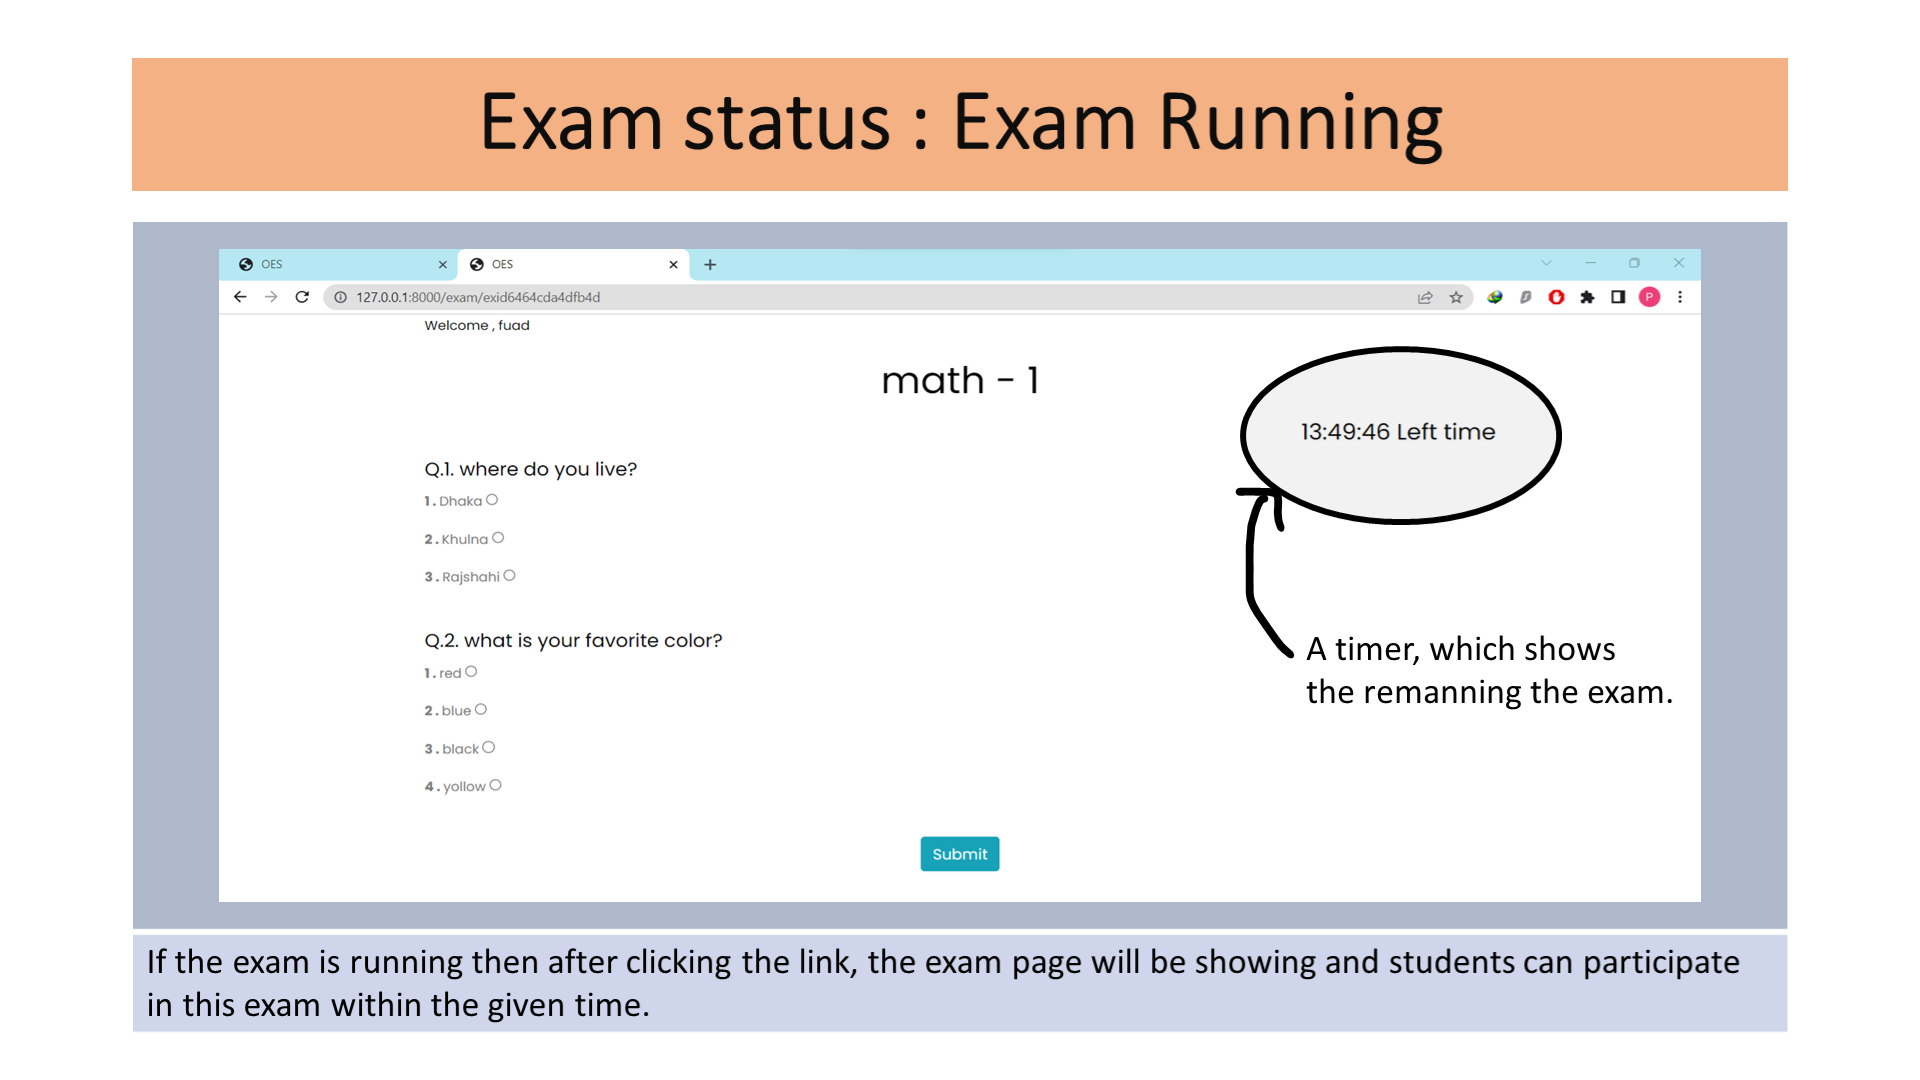 Exam status : Exam Running
OES
OES
127.0.0.1:8000/exam/exid6464cda4dfb4d
P
Welcome , fuad
math - 1
13:49:46 Left time
Q.1. where do you live?
1 . Dhaka
2 . Khulna
3 . Rajshahi
Q.2. what is your favorite color?
1 . red
2 . blue
3 . black
4 . yollow
A timer, which shows
the remanning the exam.
Submit
If the exam is running then after clicking the link, the exam page will be showing and students can participate
in this exam within the given time.